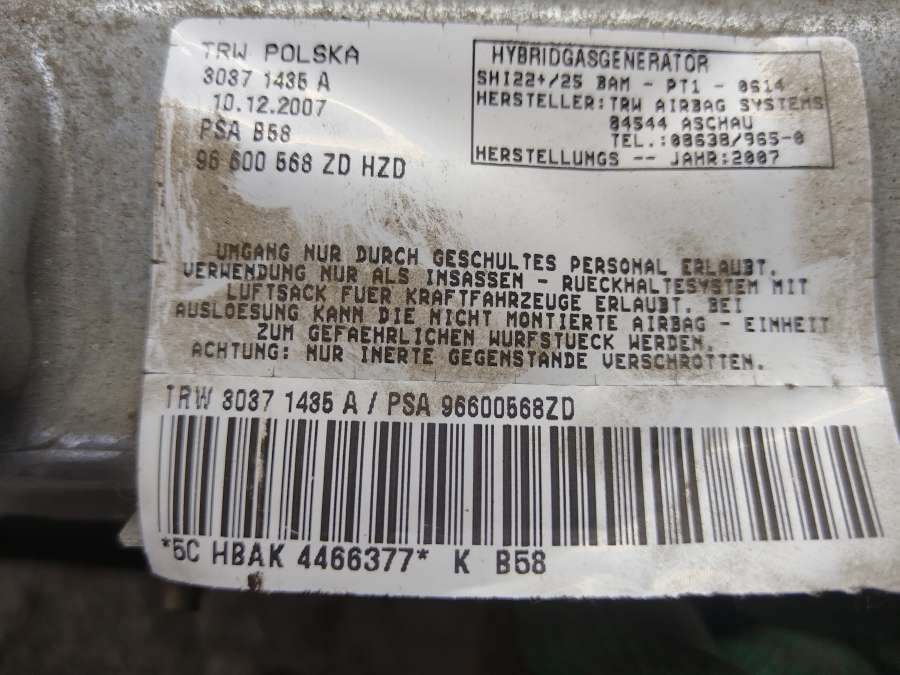 TRW POLSKA
3037 1435 A
10.12.2007
PSA B58
96 600 568 ZD HZD
HYBRIDGASGENERATOR
SHI22+/25 BAM - PT1 - 0614
HERSTELLER:TRW AIRBAG SYSTEMS
84544 ASCHAU
TEL.:08638/965-0
HERSTELLUNGS -- JAHR:2007
UMGANG NUR DURCH GESCHULTES PERSONAL ERLAUBT.
VERWENDUNG NUR ALS INSASSEN - RUECKHALTESYSTEM MIT
LUFTSACK FUER KRAFTFAHRZEUGE ERLAUBT. BEI
AUSLOESUNG KANN DIE NICHT MONTIERTE AIRBAG - EINHEIT
ZUM GEFAEHRLICHEN WURFSTUECK WERDEN.
ACHTUNG: NUR INERTE GEGENSTANDE VERSCHROTTEN.
TRW 3037 1435 A / PSA 96600568ZD
*5C HBAK 4466377* K B58